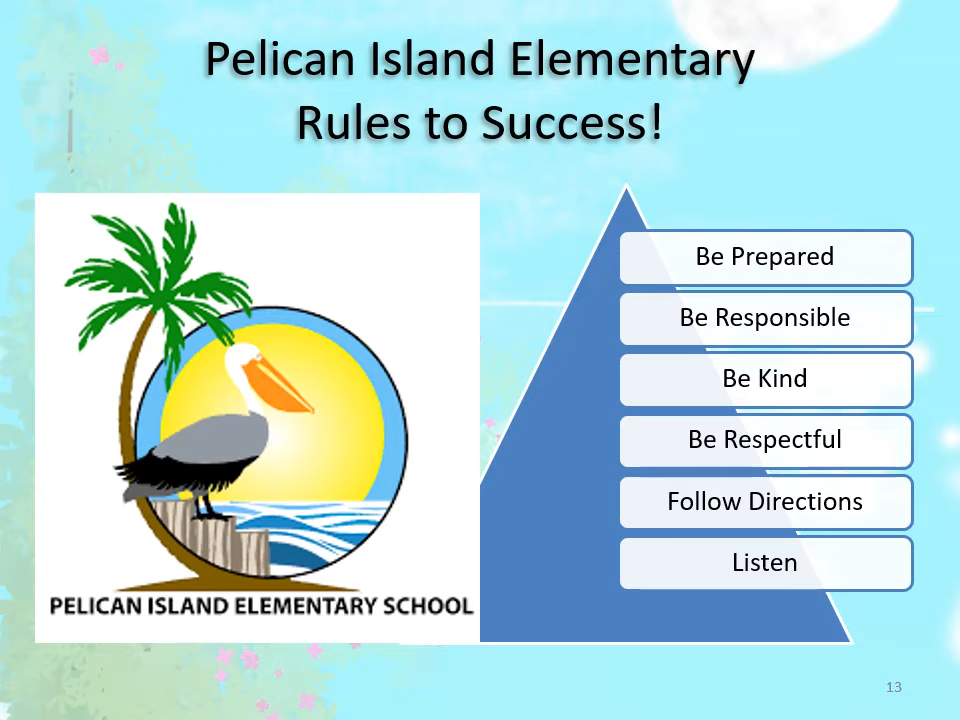 Pelican Island Elementary
Rules to Success!
Be Prepared
Be Responsible
Be Kind
Be Respectful
Follow Directions
Listen
PELICAN ISLAND ELEMENTARY SCHOOL
13